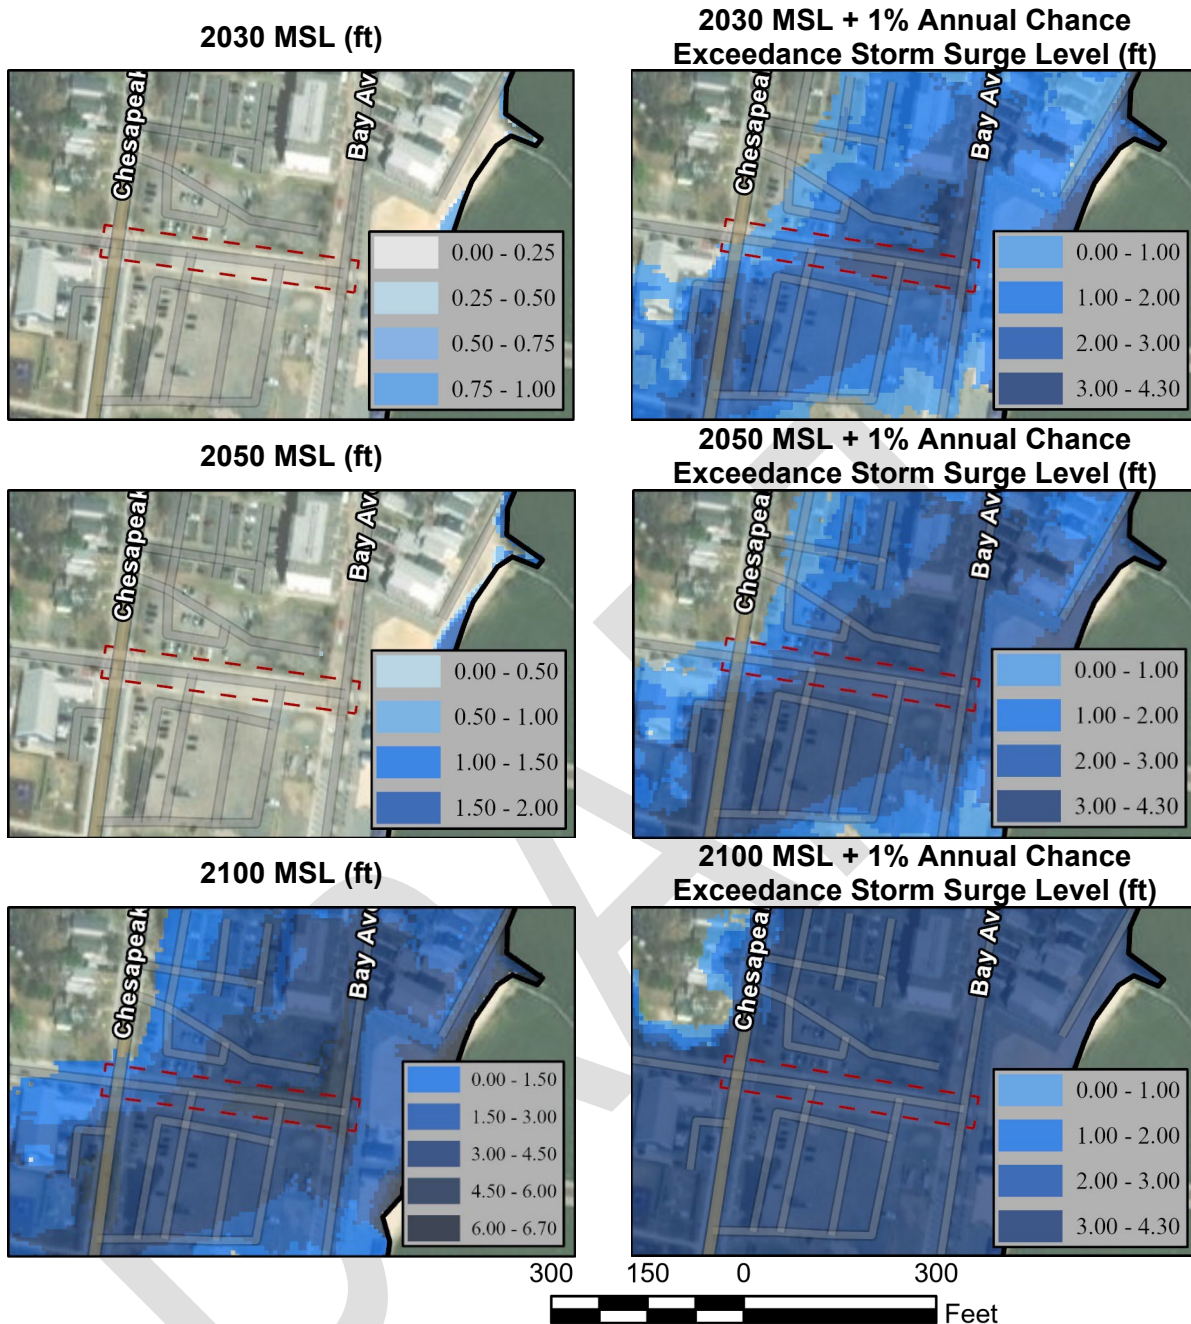 2030 MSL (ft)
2030 MSL + 1% Annual Chance
Exceedance Storm Surge Level (ft)
Chesapeak
Bay Av
0.00 - 0.25
0.25 - 0.50
0.50 - 0.75
0.75 - 1.00
Chesapeal
Bay Av
0.00 - 1.00
1.00 - 2.00
2.00 - 3.00
3.00 - 4.30
2050 MSL (ft)
2050 MSL + 1% Annual Chance
Exceedance Storm Surge Level (ft)
Chesapeak
Bay Av
0.00 - 0.50
0.50 - 1.00
1.00 - 1.50
1.50 - 2.00
Chesapeal
Bay Av
0.00 - 1.00
1.00 - 2.00
2.00 - 3.00
3.00 - 4.30
2100 MSL (ft)
2100 MSL + 1% Annual Chance
Exceedance Storm Surge Level (ft)
Chesapeak
Bay Ave
0.00 - 1.50
1.50 - 3.00
3.00 - 4.50
4.50 - 6.00
6.00 - 6.70
Chesapeal
Bay Av
0.00 - 1.00
1.00 - 2.00
2.00 - 3.00
3.00 - 4.30
300 150 0 300
Feet
DRAFT